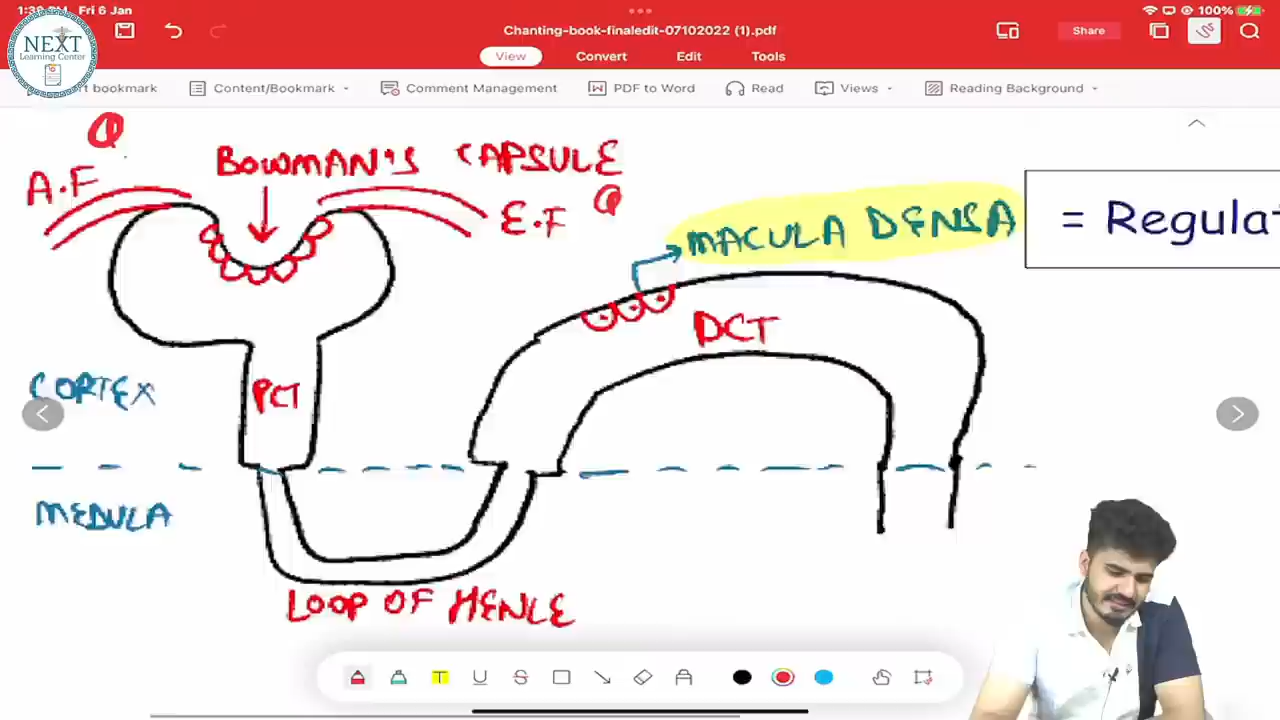 1:39 PM Fri 6 Jan
100%
NEXT
Learning Center
Chanting-book-finaledit-07102022 (1).pdf
Share
View
Convert
Edit
Tools
bookmark
Content/Bookmark
Comment Management
PDF to Word
Read
Views
Reading Background
A.F
BOWMAN'S CAPSULE
E.F
MACULA DENSA
= Regulat
DCT
CORTEX
PCT
MEDULA
LOOP OF HENLE
T
U
S
A